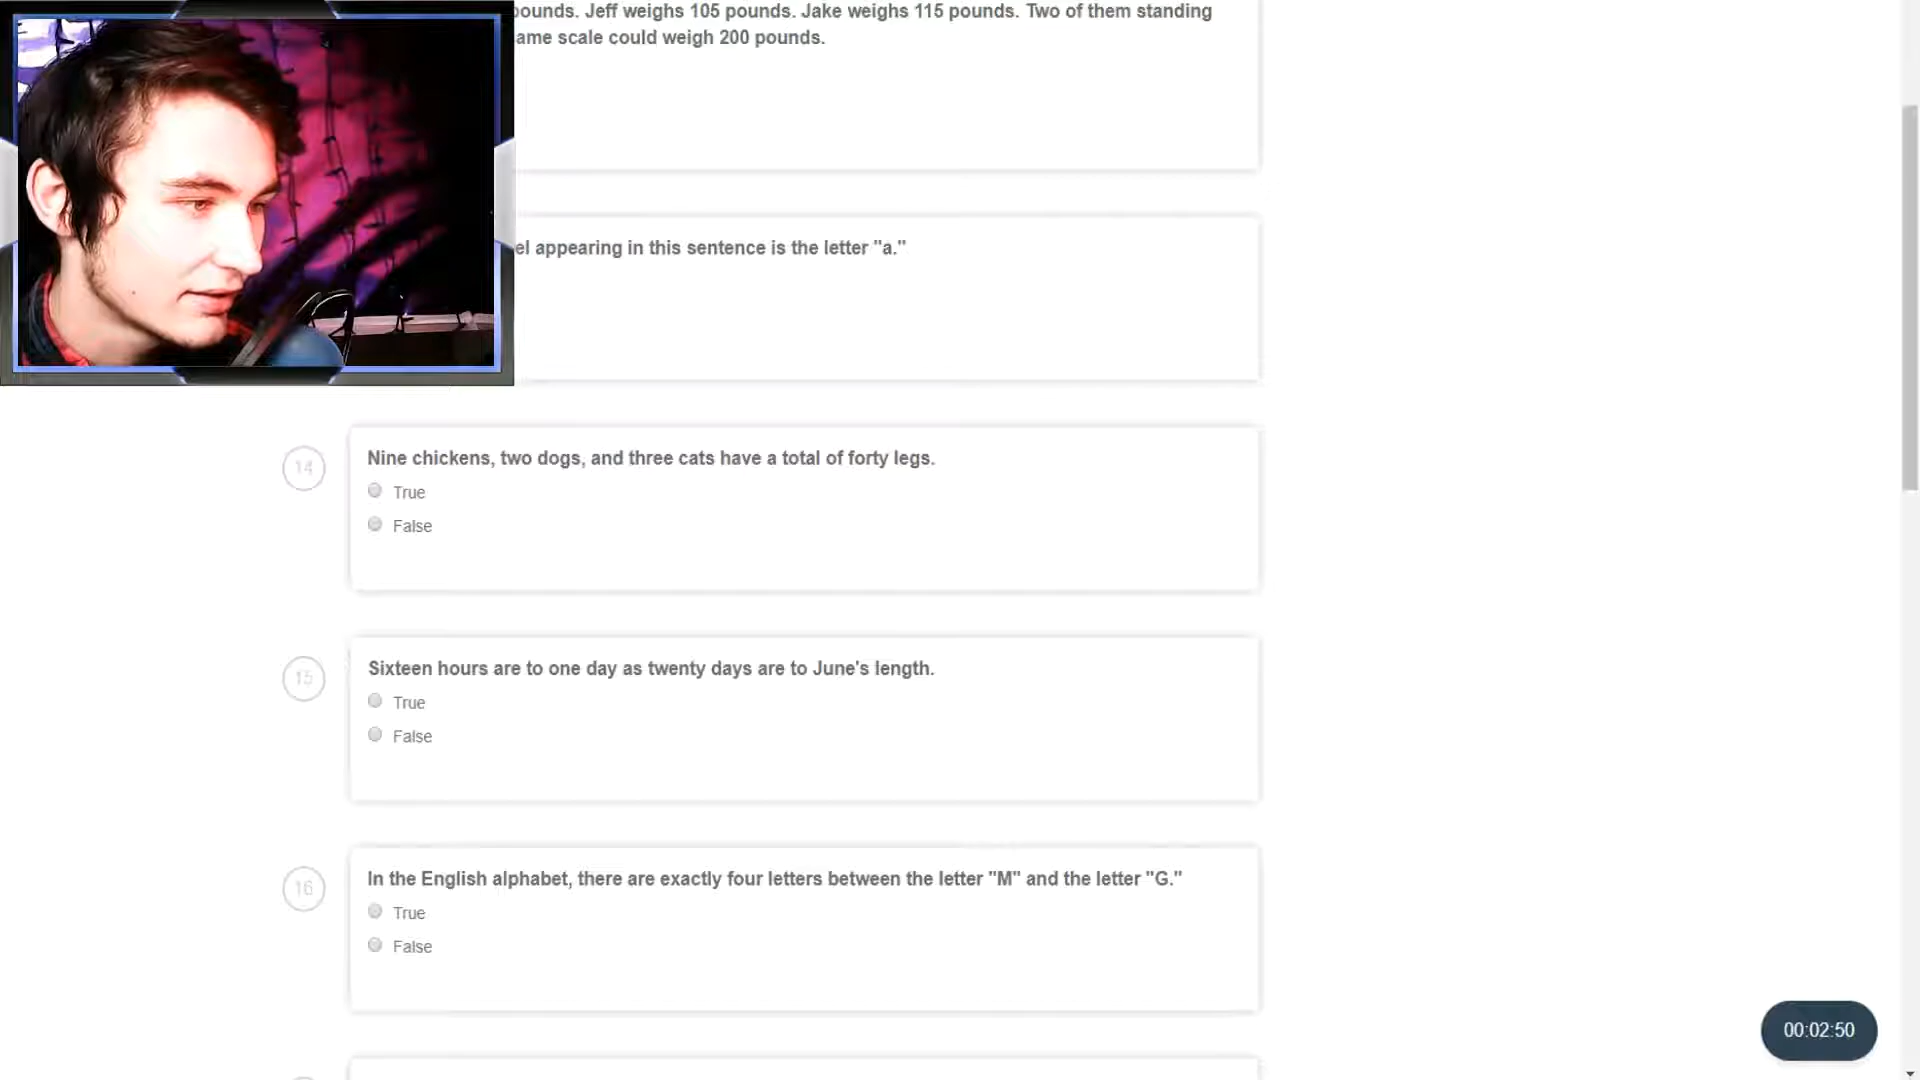 pounds. Jeff weighs 105 pounds. Jake weighs 115 pounds. Two of them standing
same scale could weigh 200 pounds.
el appearing in this sentence is the letter "a."
14
Nine chickens, two dogs, and three cats have a total of forty legs.
True
False
15
Sixteen hours are to one day as twenty days are to June's length.
True
False
16
In the English alphabet, there are exactly four letters between the letter "M" and the letter "G."
True
False
00:02:50